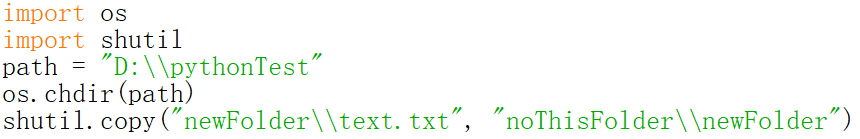 import os
import shutil
path = "D:\\pythonTest"
os.chdir(path)
shutil.copy("newFolder\\text.txt", "noThisFolder\\newFolder")